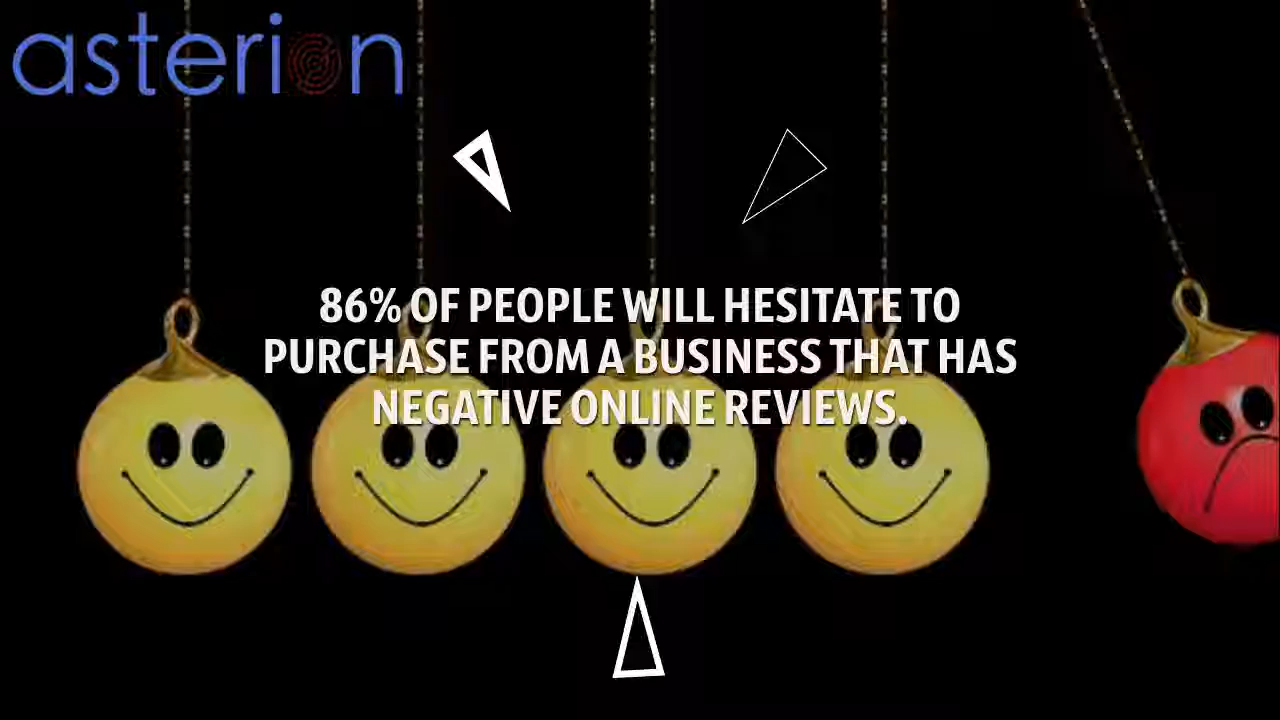 asterion
86% OF PEOPLE WILL HESITATE TO
PURCHASE FROM A BUSINESS THAT HAS
NEGATIVE ONLINE REVIEWS.